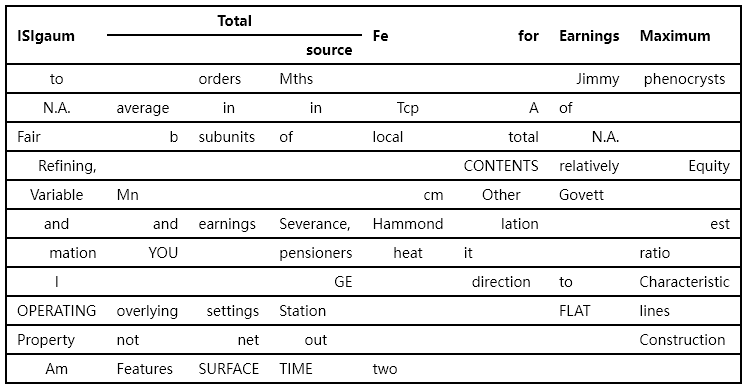 Total
ISIgaum Fe for Earnings Maximum
source
to orders Mths Jimmy phenocrysts
N.A. average in in Tcp A of
Fair b subunits of local total N.A.
Refining, CONTENTS relatively Equity
Variable Mn cm Other Govett
and and earnings Severance, Hammond lation est
mation YOU pensioners heat it ratio
I GE direction to Characteristic
OPERATING overlying settings Station FLAT lines
Property not net out Construction
Am Features SURFACE TIME two